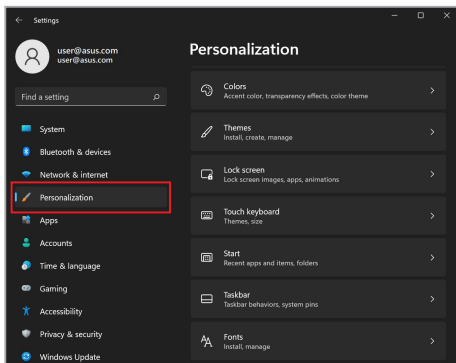 Settings
user@asus.com
user@asus.com
Find a setting
System
Bluetooth & devices
Network & internet
Personalization
Apps
Accounts
Time & language
Gaming
Accessibility
Privacy & security
Windows Update
Personalization
Colors
Accent color, transparency effects, color theme
Themes
Install, create, manage
Lock screen
Lock screen images, apps, animations
Touch keyboard
Themes, size
Start
Recent apps and items, folders
Taskbar
Taskbar behaviors, system pins
Fonts
Install, manage